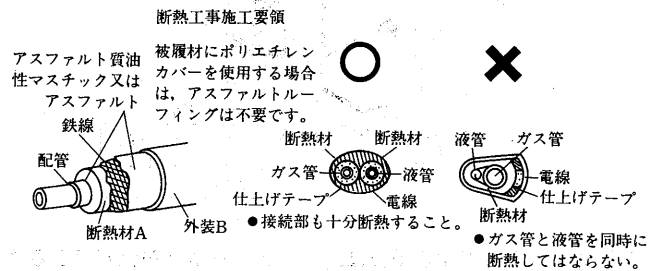 断熱工事施工要領
被履材にポリエチレン
カバーを使用する場合
は，アスファルトルー
フィングは不要です。
アスファルト質油
性マスチック又は
アスファルト
鉄線
配管
断熱材A
外装B
断熱材
断熱材
ガス管
液管
仕上げテープ
電線
●接続部も十分断熱すること。
液管
ガス管
電線
仕上げテープ
断熱材
●ガス管と液管を同時に
断熱してはならない。